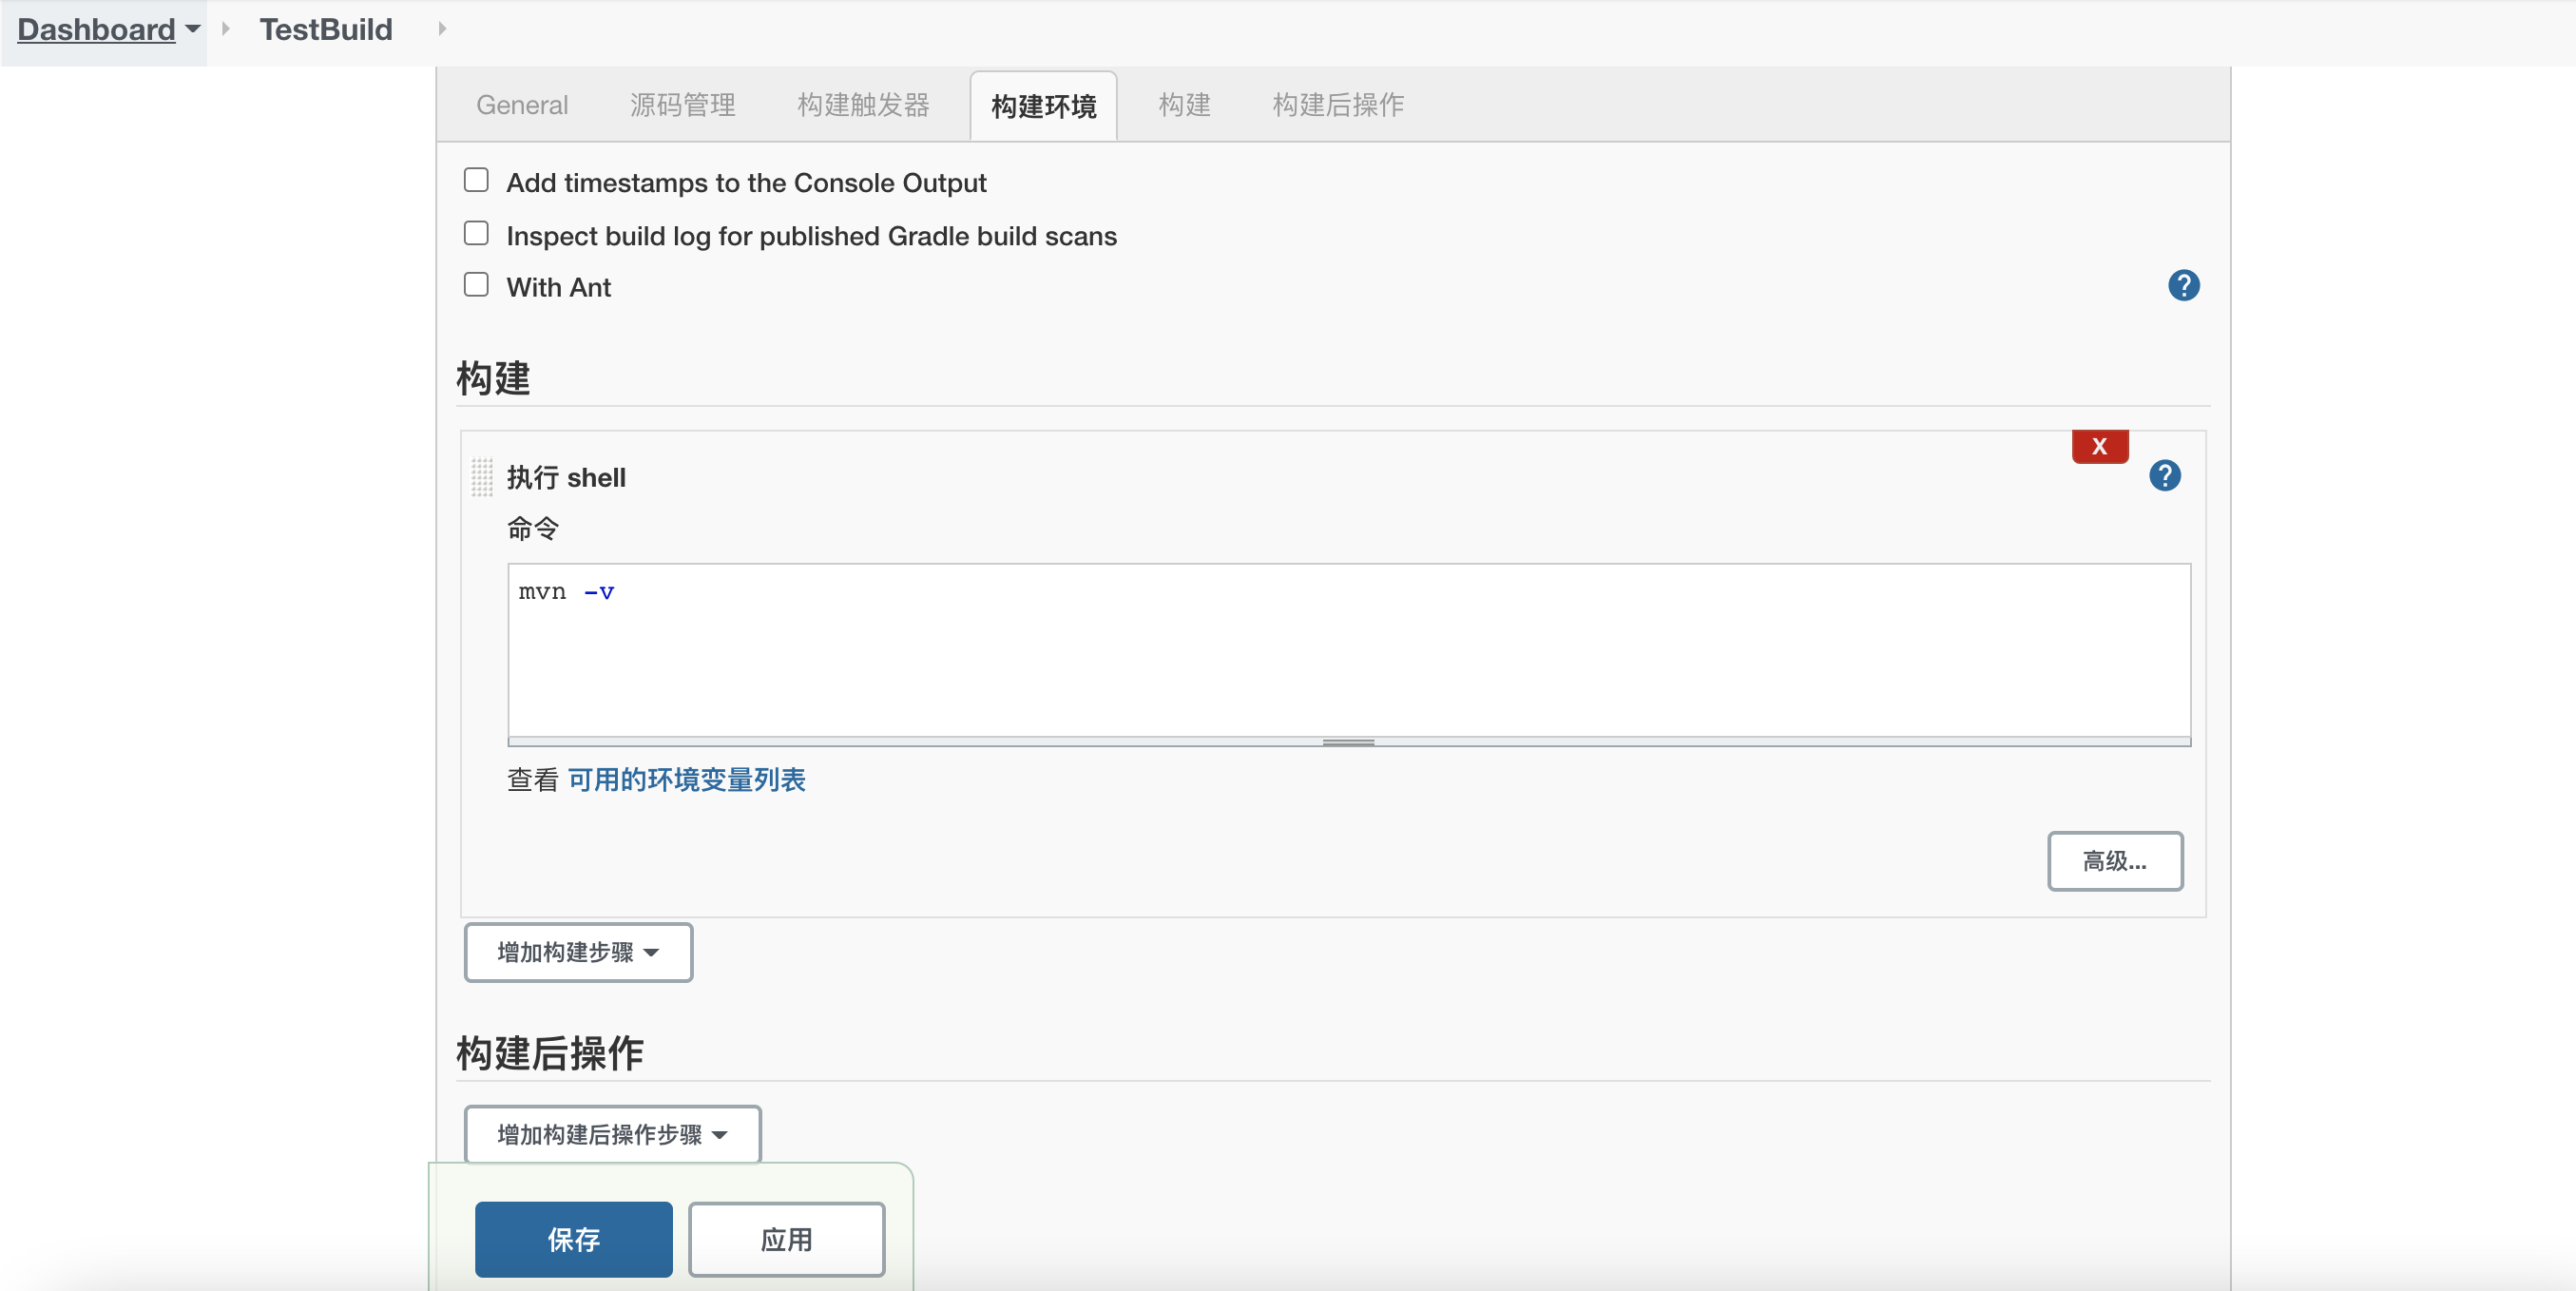 Dashboard TestBuild
General 源码管理 构建触发器 构建环境 构建 构建后操作
Add timestamps to the Console Output
Inspect build log for published Gradle build scans
With Ant
?
构建
X
执行 shell
?
命令
mvn -v
查看 可用的环境变量列表
高级...
增加构建步骤
构建后操作
增加构建后操作步骤
保存 应用